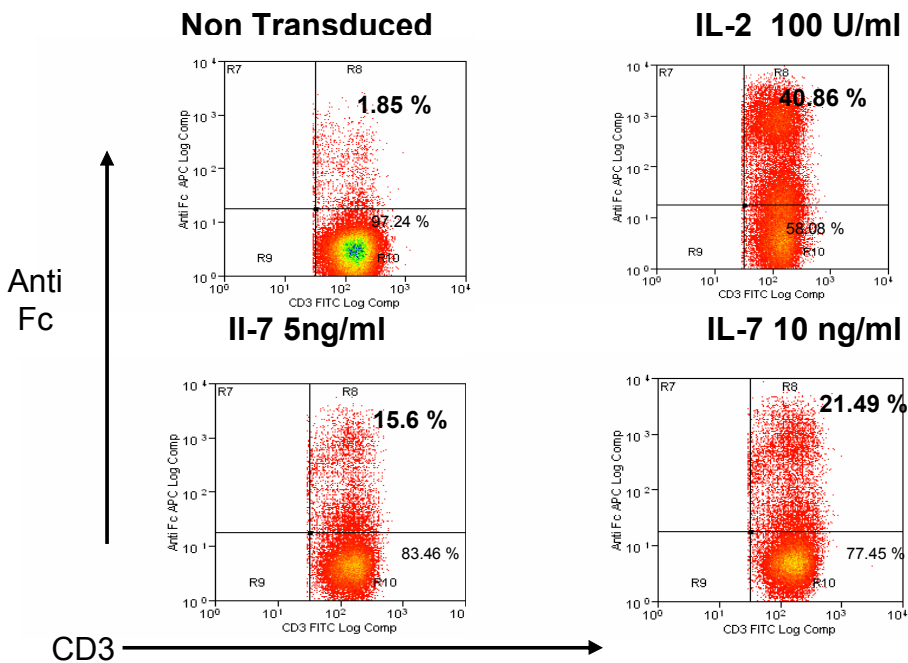 Non Transduced
R7
R8
1.85 %
97.24 %
R9
R10
10⁴
10³
10²
10¹
10⁰
10⁰ 10¹ 10² 10³ 10⁴
Anti Fc APC Log Comp
CD3 FITC Log Comp
IL-2 100 U/ml
R7
R8
40.86 %
58.08 %
R9
R10
10⁴
10³
10²
10¹
10⁰
10⁰ 10¹ 10² 10³ 10⁴
Anti Fc APC Log Comp
CD3 FITC Log Comp
Anti
Fc
Il-7 5ng/ml
R7
R8
15.6 %
83.46 %
R9
R10
10⁴
10³
10²
10¹
10⁰
10⁰ 10¹ 10² 10³ 10
Anti Fc APC Log Comp
CD3 FITC Log Comp
IL-7 10 ng/ml
R7
R8
21.49 %
77.45 %
R9
R10
10⁴
10³
10²
10¹
10⁰
10⁰ 10¹ 10² 10³ 10⁴
Anti Fc APC Log Comp
CD3 FITC Log Comp
CD3